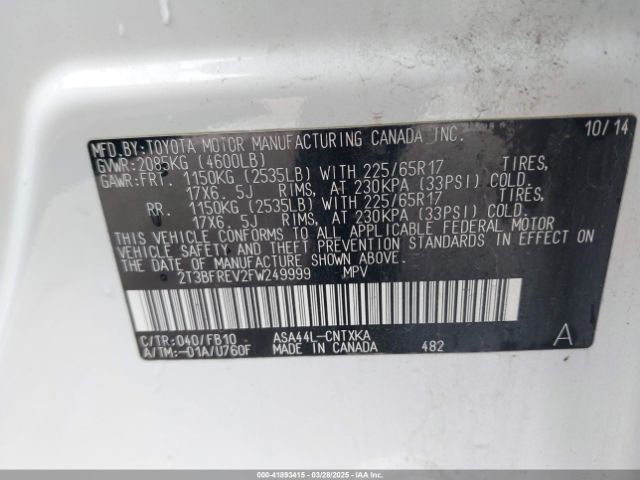 MFD.BY:TOYOTA MOTOR MANUFACTURING CANADA INC. 10/14
GVWR:2085KG (4600LB)
GAWR:FRT. 1150KG (2535LB) WITH 225/65R17 TIRES,
17X6. 5J RIMS, AT 230KPA (33PSI) COLD.
RR. 1150KG (2535LB) WITH 225/65R17 TIRES,
17X6. 5J RIMS, AT 230KPA (33PSI) COLD.
THIS VEHICLE CONFORMS TO ALL APPLICABLE FEDERAL MOTOR
VEHICLE SAFETY AND THEFT PREVENTION STANDARDS IN EFFECT ON
THE DATE OF MANUFACTURE SHOWN ABOVE.
2T3BFREV2FW249999 MPV
C/TR:040/FB10 ASA44L-CNTXKA
A/TM:-01A/U760F MADE IN CANADA 482 A
000-41893415 - 03/28/2025 - IAAI.COM